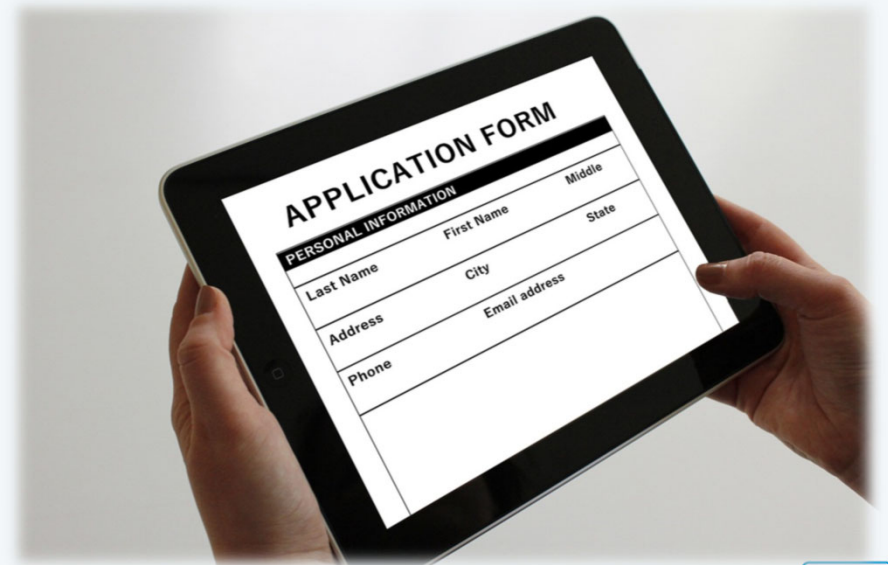 APPLICATION FORM
PERSONAL INFORMATION
Last Name First Name Middle
Address City State
Phone Email address